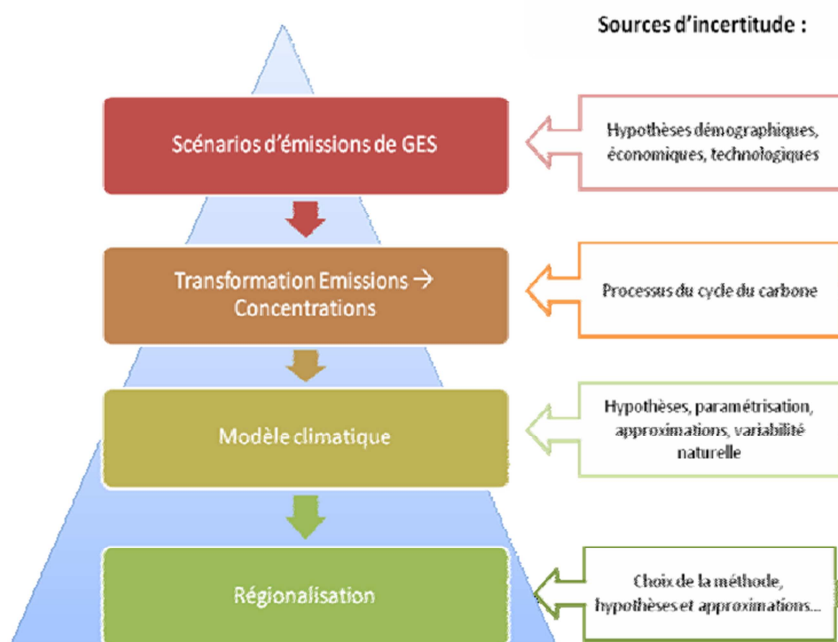 Sources d'incertitude :
Scénarios d'émissions de GES
Hypothèses démographiques,
économiques, technologiques
Transformation Emissions →
Concentrations
Processus du cycle du carbone
Modèle climatique
Hypothèses, paramétrisation,
approximations, variabilité
naturelle
Régionalisation
Choix de la méthode,
hypothèses et approximations...